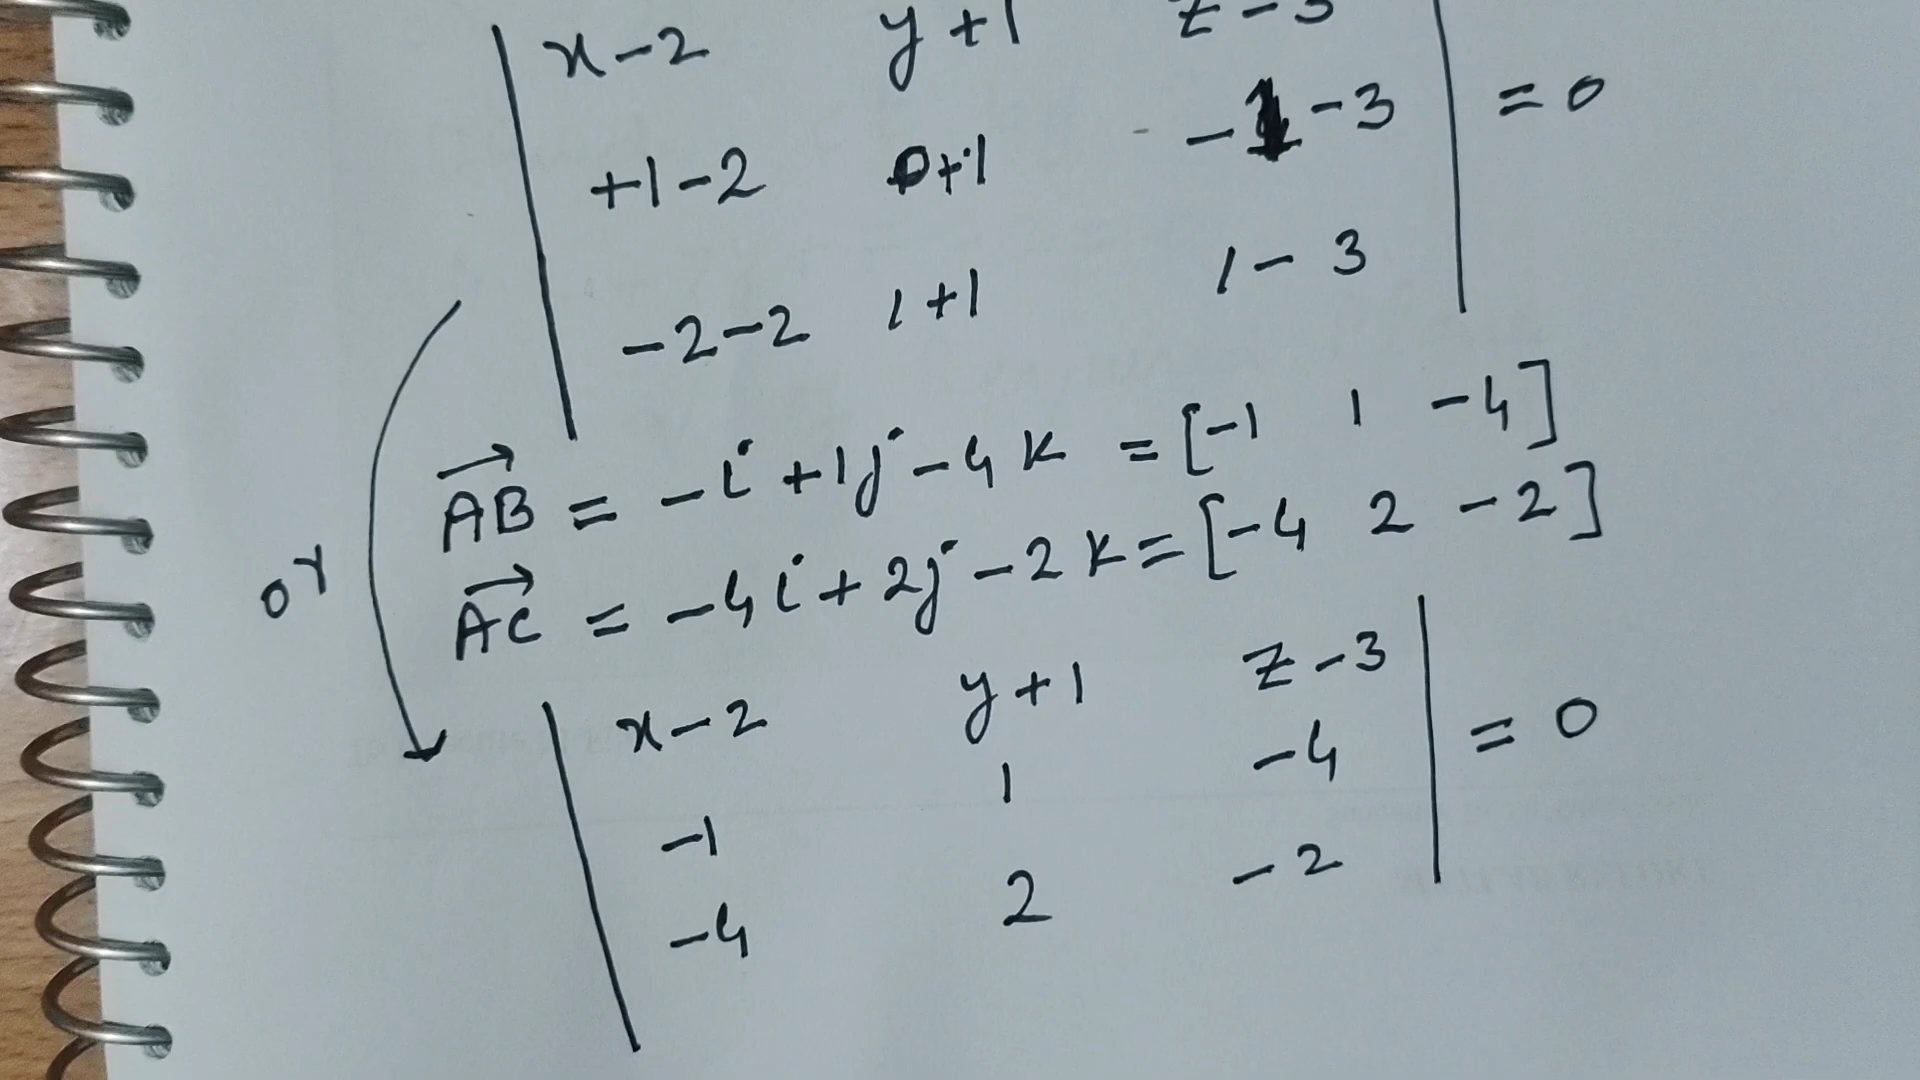 | x-2 y+1 z-3 |
| +1-2 0+1 -1-3 | = 0
| -2-2 1+1 1-3 |
AB = -i +1j -4k = [-1 1 -4]
or
AC = -4i + 2j - 2k = [-4 2 -2]
| x-2 y+1 z-3 |
| -1 1 -4 | = 0
| -4 2 -2 |